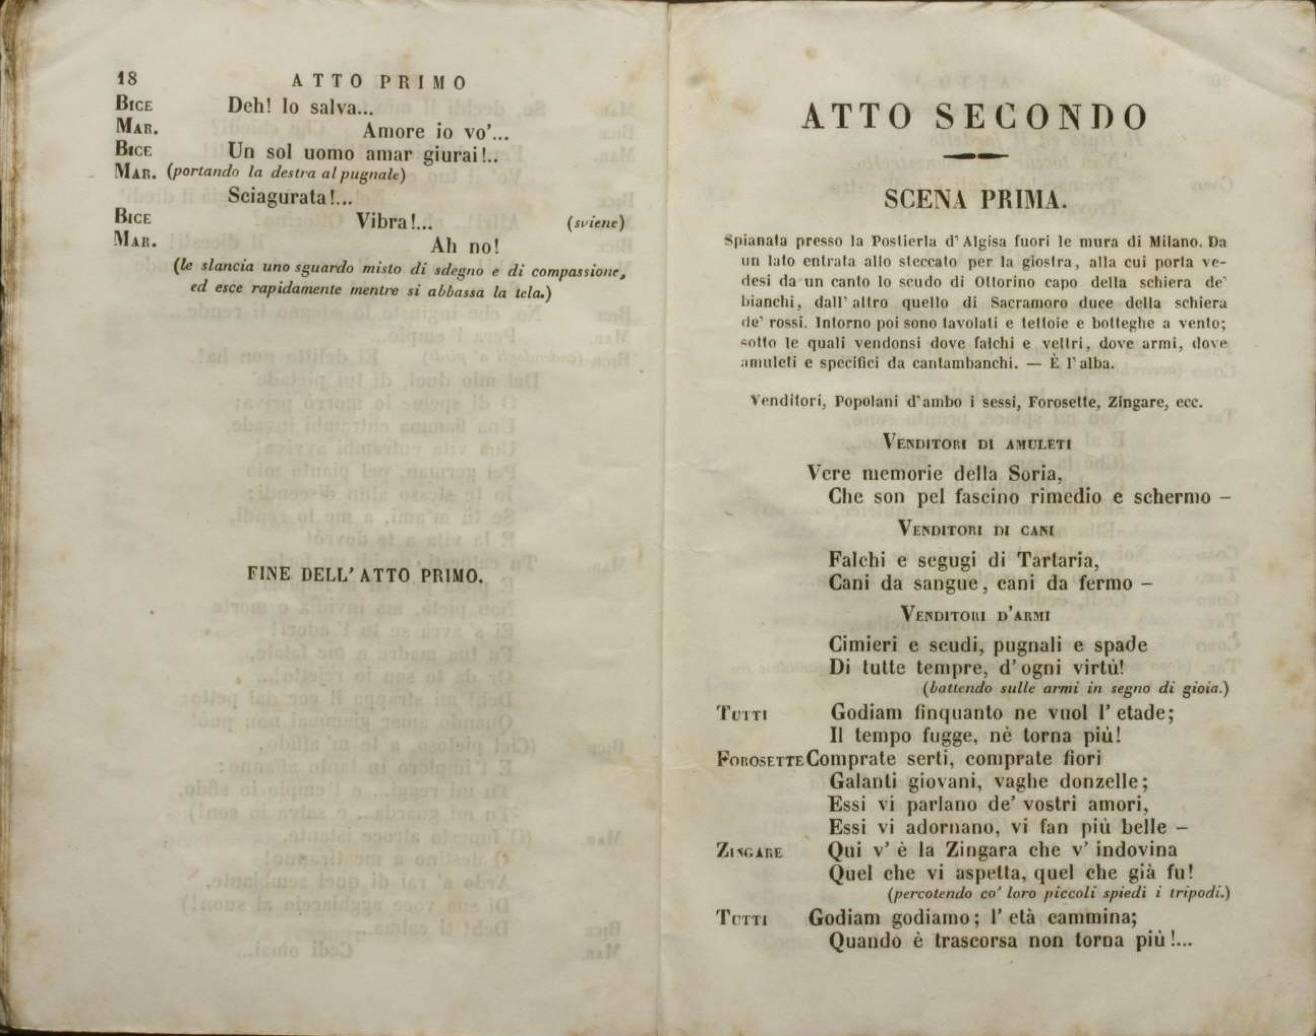 18 ATTO PRIMO
BICE Deh! lo salva...
MAR. Amore io vo'...
BICE Un sol uomo amar giurai!..
MAR. (portando la destra al pugnale)
Sciagurata!...
BICE Vibra!... (sviene)
MAR. Ah no!
(le slancia uno sguardo misto di sdegno e di compassione,
ed esce rapidamente mentre si abbassa la tela.)
FINE DELL' ATTO PRIMO.
ATTO SECONDO
SCENA PRIMA.
Spianata presso la Postierla d' Algisa fuori le mura di Milano. Da
un lato entrata allo steccato per la giostra, alla cui porta ve-
desi da un canto lo scudo di Ottorino capo della schiera de'
bianchi, dall' altro quello di Sacramoro duce della schiera
de' rossi. Intorno poi sono tavolati e tettoie e botteghe a vento;
sotto le quali vendonsi dove falchi e veltri, dove armi, dove
amuleti e specifici da cantambanchi. — È l' alba.
Venditori, Popolani d' ambo i sessi, Forosette, Zingare, ecc.
VENDITORI DI AMULETI
Vere memorie della Soria,
Che son pel fascino rimedio e schermo –
VENDITORI DI CANI
Falchi e segugi di Tartaria,
Cani da sangue, cani da fermo –
VENDITORI D'ARMI
Cimieri e scudi, pugnali e spade
Di tutte tempre, d' ogni virtù!
(battendo sulle armi in segno di gioia.)
TUTTI Godiam finquanto ne vuol l' etade;
Il tempo fugge, nè torna più!
FOROSETTE Comprate serti, comprate fiori
Galanti giovani, vaghe donzelle;
Essi vi parlano de' vostri amori,
Essi vi adornano, vi fan più belle –
ZINGARE Qui v' è la Zingara che v' indovina
Quel che vi aspetta, quel che già fu!
(percotendo co' loro piccoli spiedi i tripodi.)
TUTTI Godiam godiamo; l' età cammina;
Quando è trascorsa non torna più!...